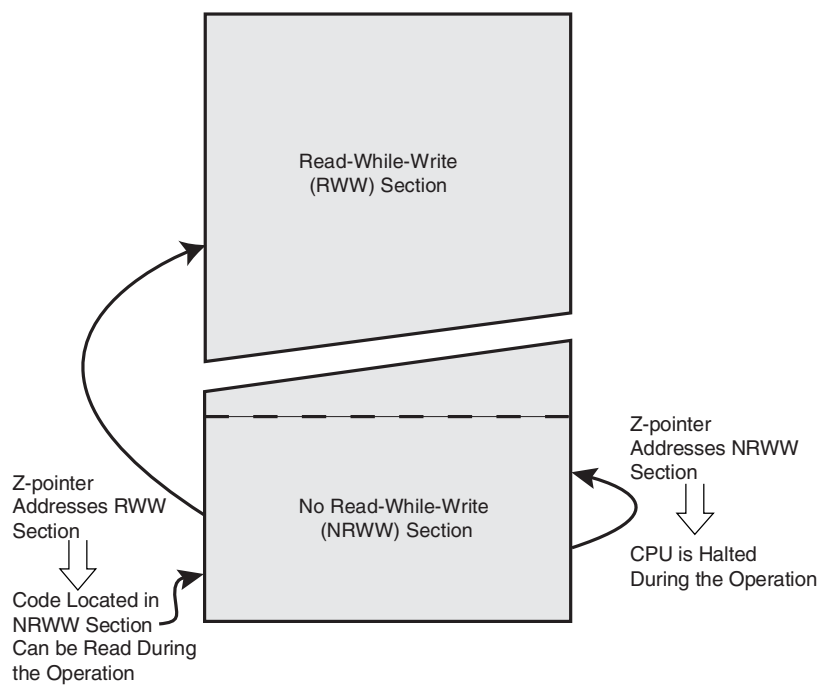 Read-While-Write
(RWW) Section
Z-pointer
Addresses NRWW
Section
No Read-While-Write
(NRWW) Section
CPU is Halted
During the Operation
Z-pointer
Addresses RWW
Section
Code Located in
NRWW Section
Can be Read During
the Operation